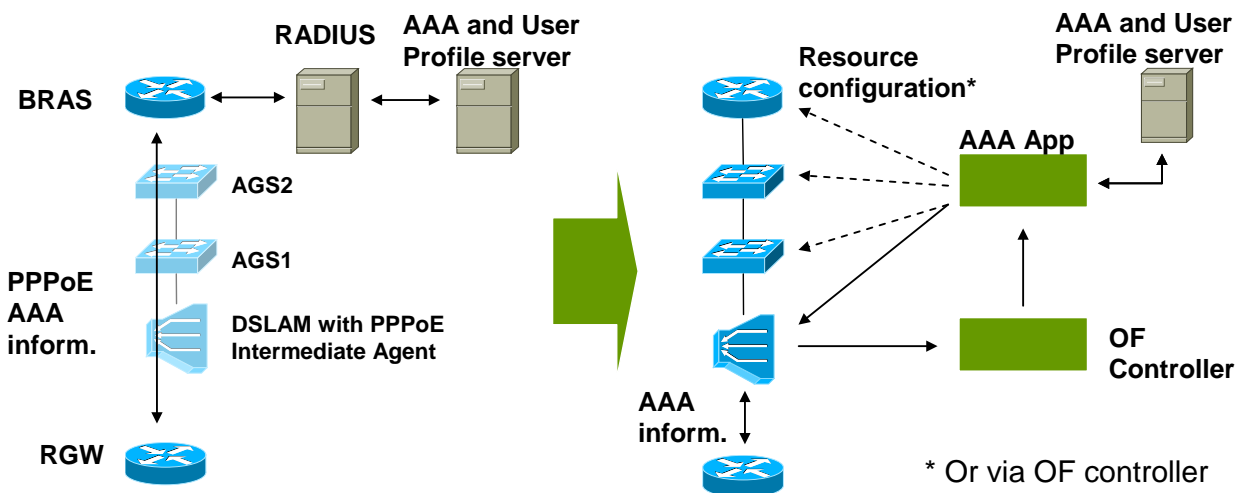 RADIUS
AAA and User
Profile server
BRAS
AGS2
AGS1
PPPoE
AAA
inform.
DSLAM with PPPoE
Intermediate Agent
RGW
AAA and User
Profile server
Resource
configuration*
AAA App
OF
Controller
AAA
inform.
* Or via OF controller